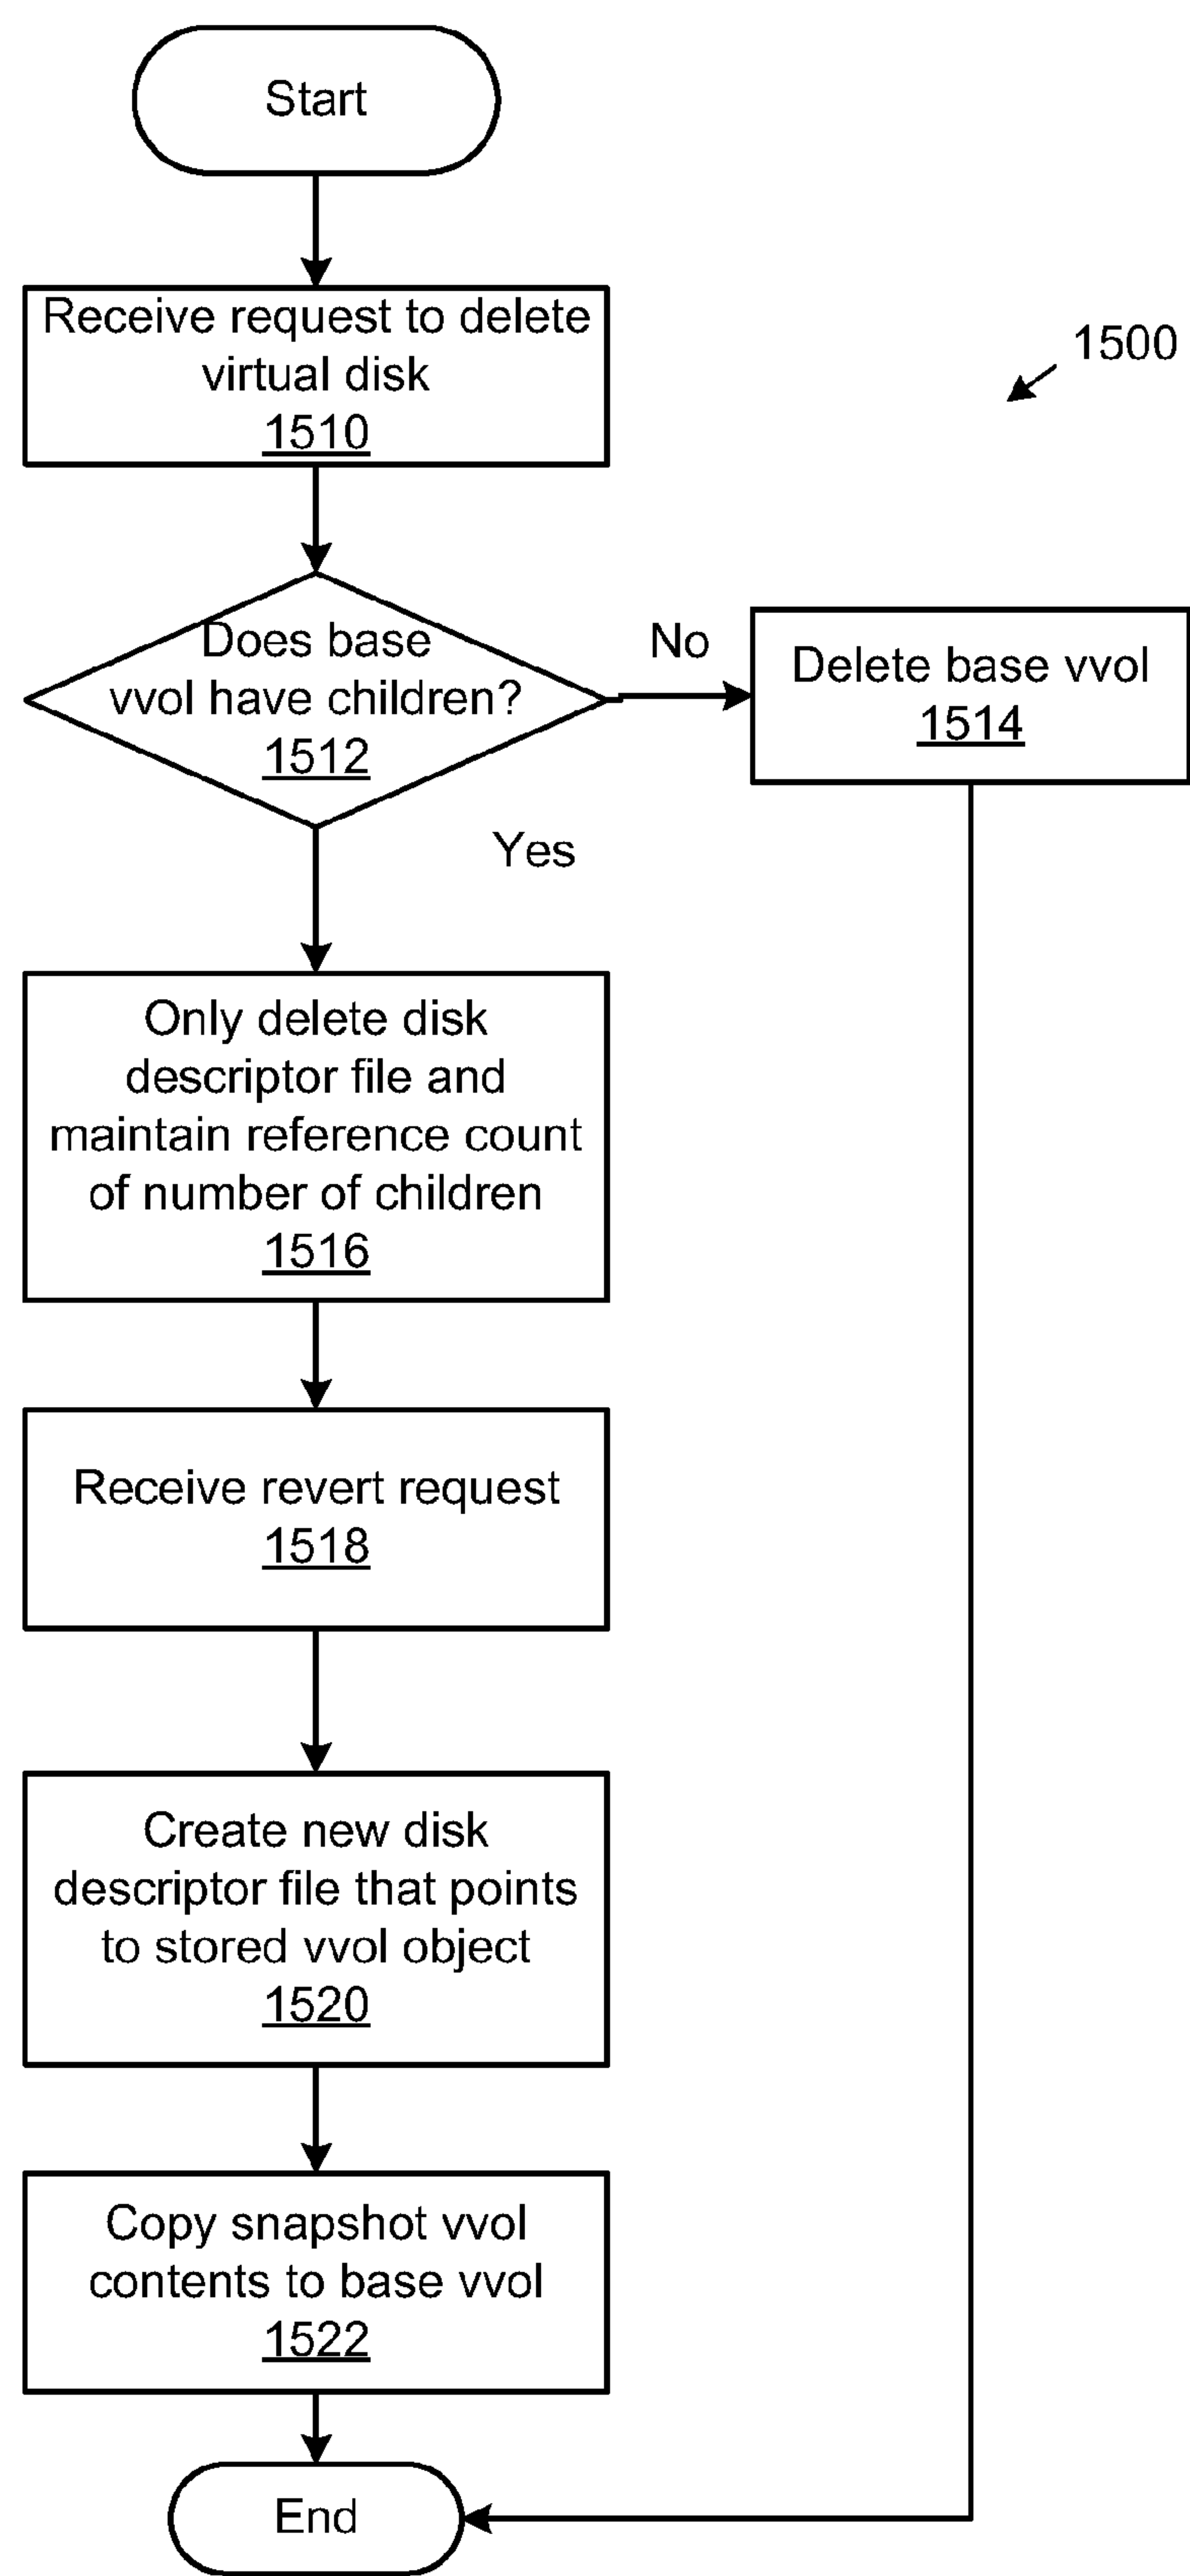 Start
Receive request to delete
virtual disk
1510
1500
Does base
vvol have children?
1512
No
Delete base vvol
1514
Yes
Only delete disk
descriptor file and
maintain reference count
of number of children
1516
Receive revert request
1518
Create new disk
descriptor file that points
to stored vvol object
1520
Copy snapshot vvol
contents to base vvol
1522
End